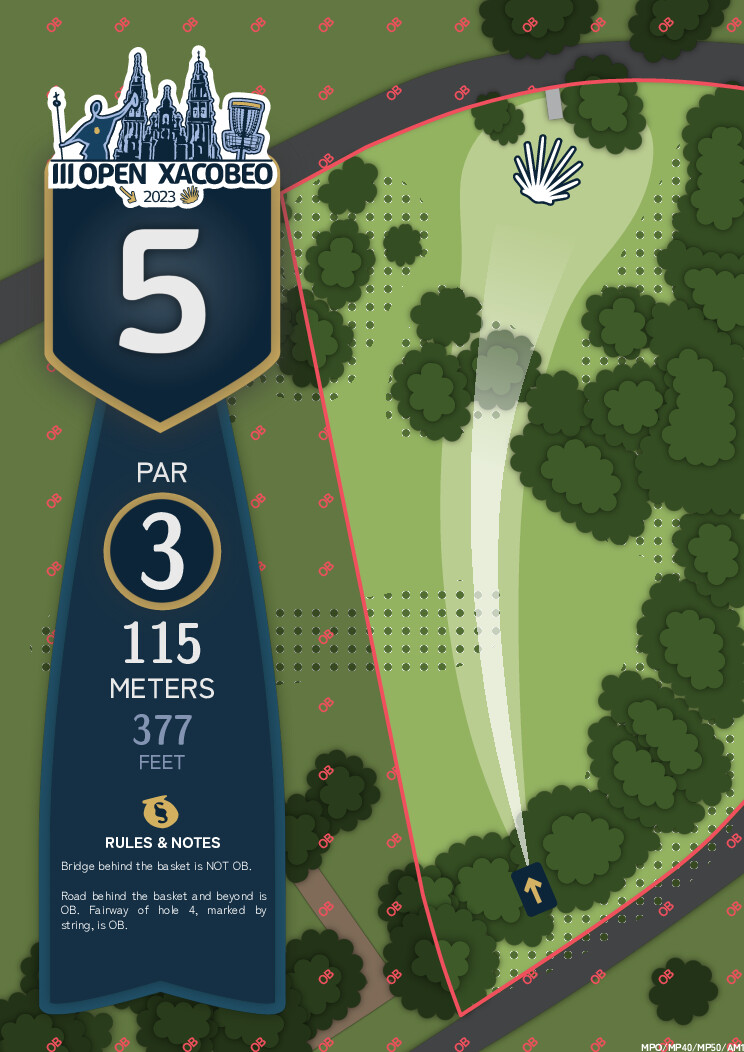 III OPEN XACOBEO
2023
5
PAR
3
115
METERS
377
FEET
RULES & NOTES
Bridge behind the basket is NOT OB.
Road behind the basket and beyond is
OB. Fairway of hole 4, marked by
string, is OB.
OB
MPO/MP40/MP50/AM1